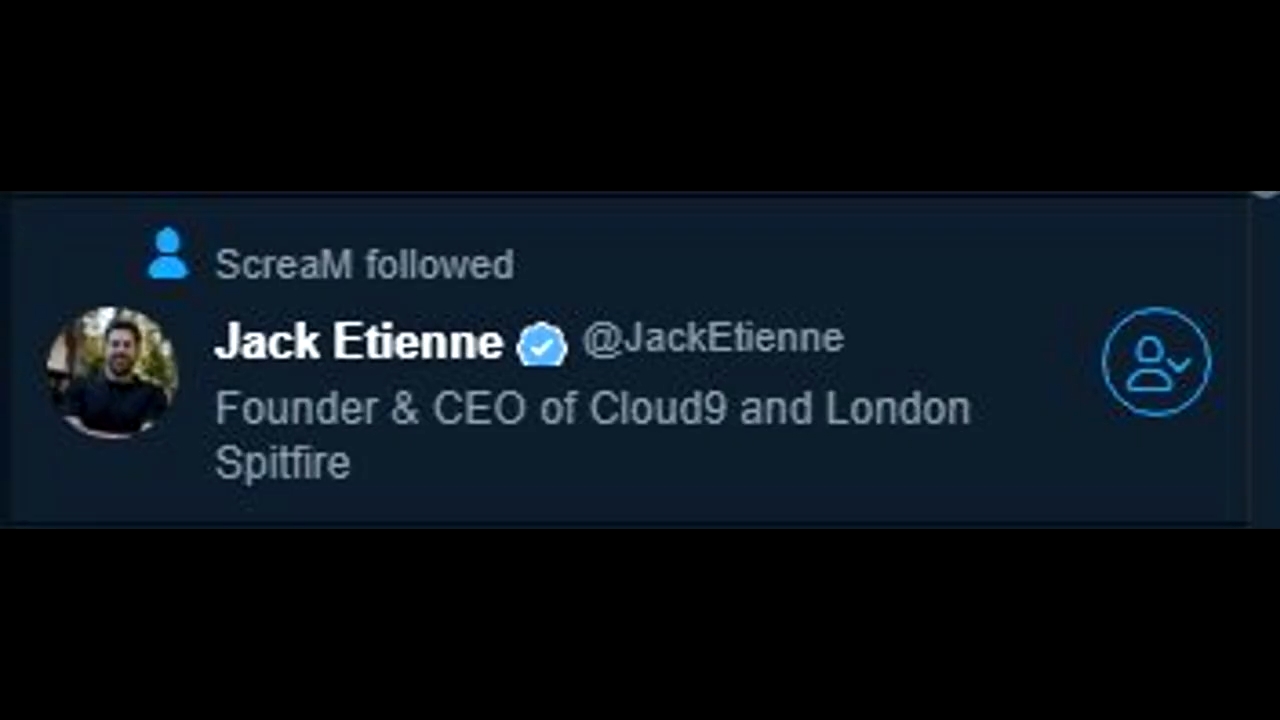 ScreaM followed
Jack Etienne @JackEtienne
Founder & CEO of Cloud9 and London
Spitfire